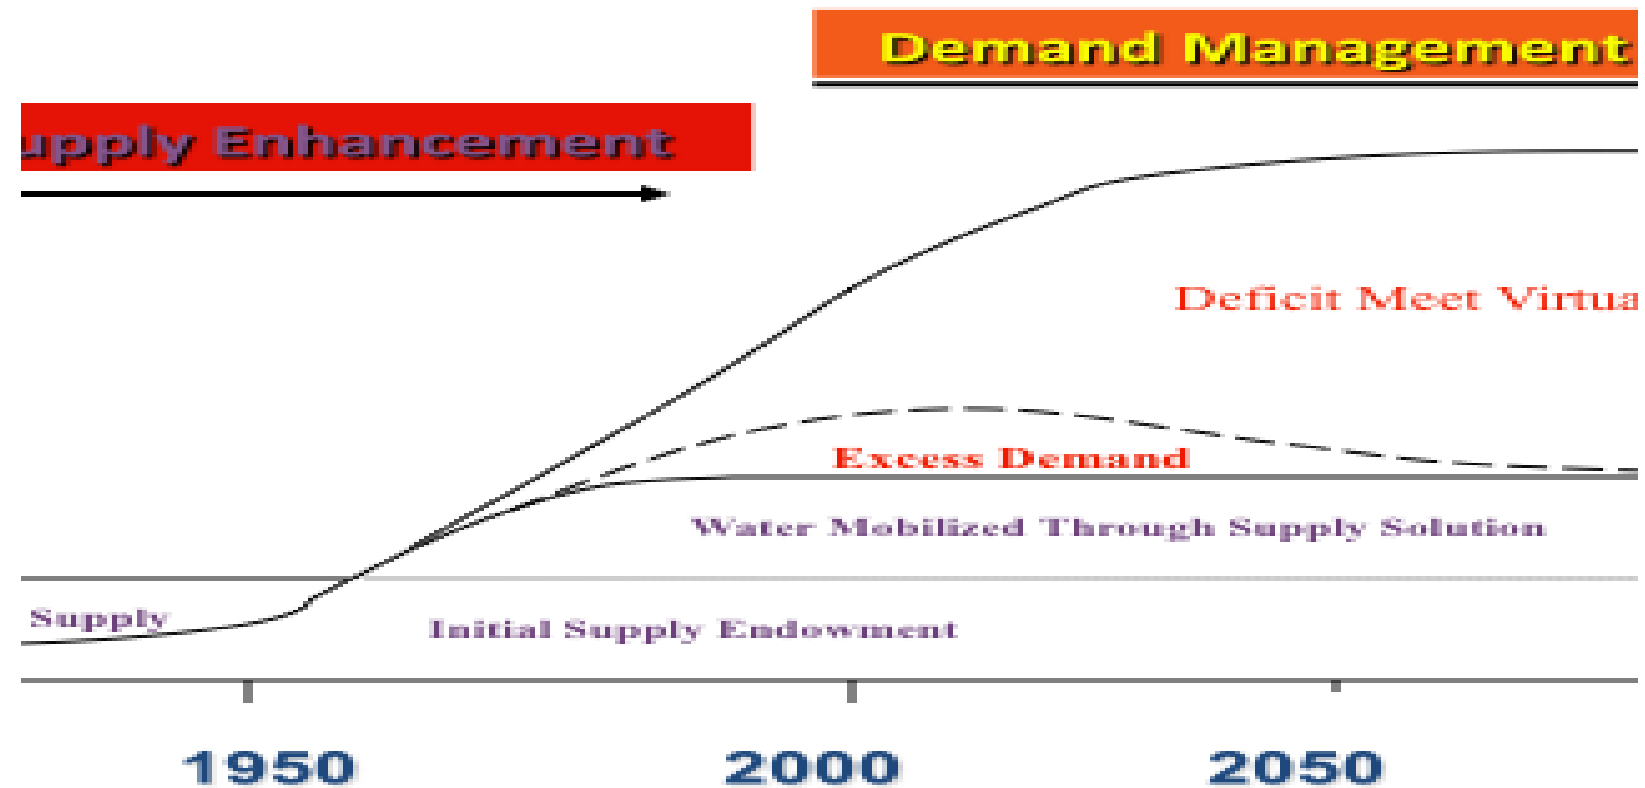 Demand Management
upply Enhancement
Deficit Meet Virtua
Excess Demand
Water Mobilized Through Supply Solution
Supply
Initial Supply Endowment
1950 2000 2050